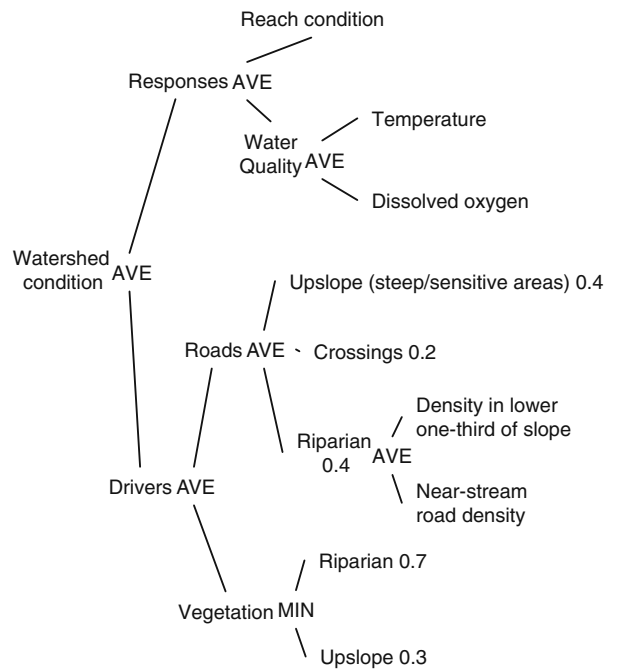 Reach condition
Responses AVE
Temperature
Water
Quality AVE
Dissolved oxygen
Watershed
condition AVE
Upslope (steep/sensitive areas) 0.4
Roads AVE
Crossings 0.2
Density in lower
one-third of slope
Riparian
0.4 AVE
Near-stream
road density
Drivers AVE
Riparian 0.7
Vegetation MIN
Upslope 0.3